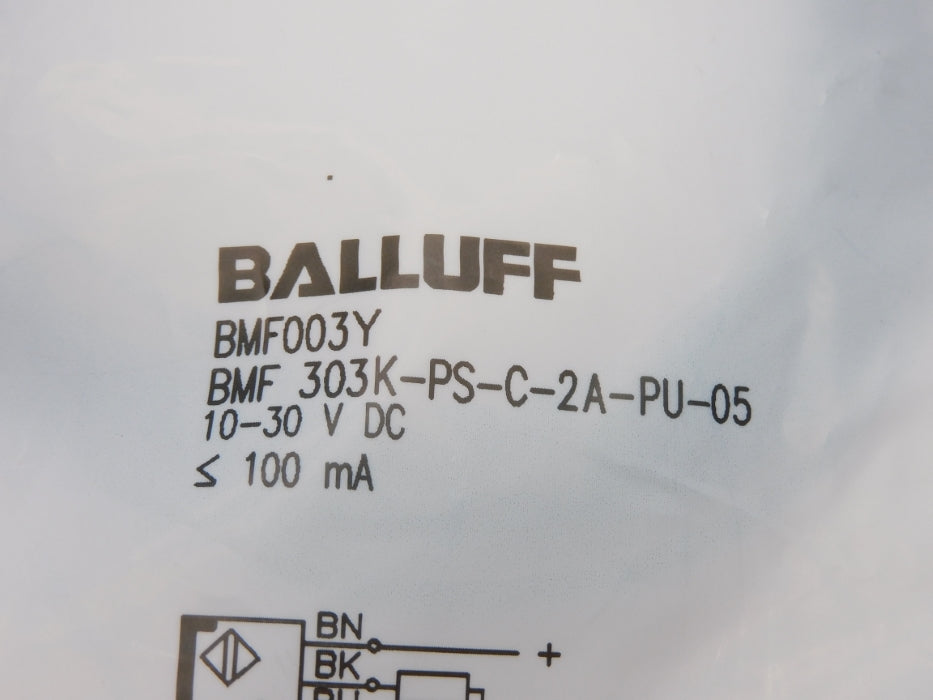 BALLUFF
BMF003Y
BMF 303K-PS-C-2A-PU-05
10-30 V DC
≤ 100 mA
BN
+
BK